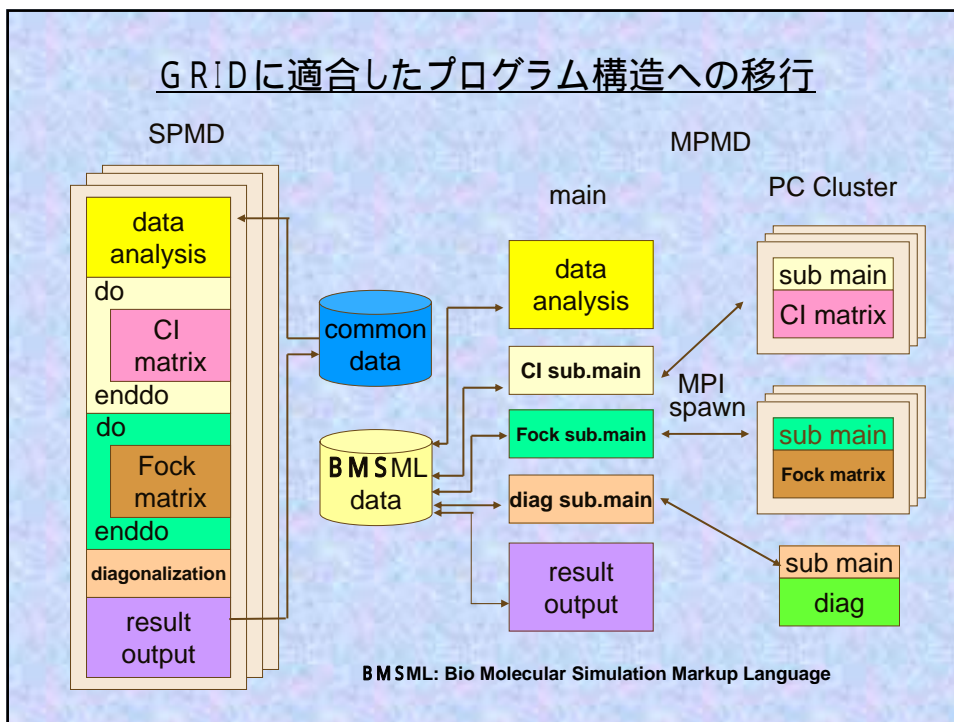 GRIDに適合したプログラム構造への移行
SPMD
data
analysis
do
CI
matrix
enddo
do
Fock
matrix
enddo
diagonalization
result
output
common
data
BMSML
data
MPMD
main
data
analysis
CI sub.main
Fock sub.main
diag sub.main
result
output
MPI
spawn
PC Cluster
sub main
CI matrix
sub main
Fock matrix
sub main
diag
BMSML: Bio Molecular Simulation Markup Language